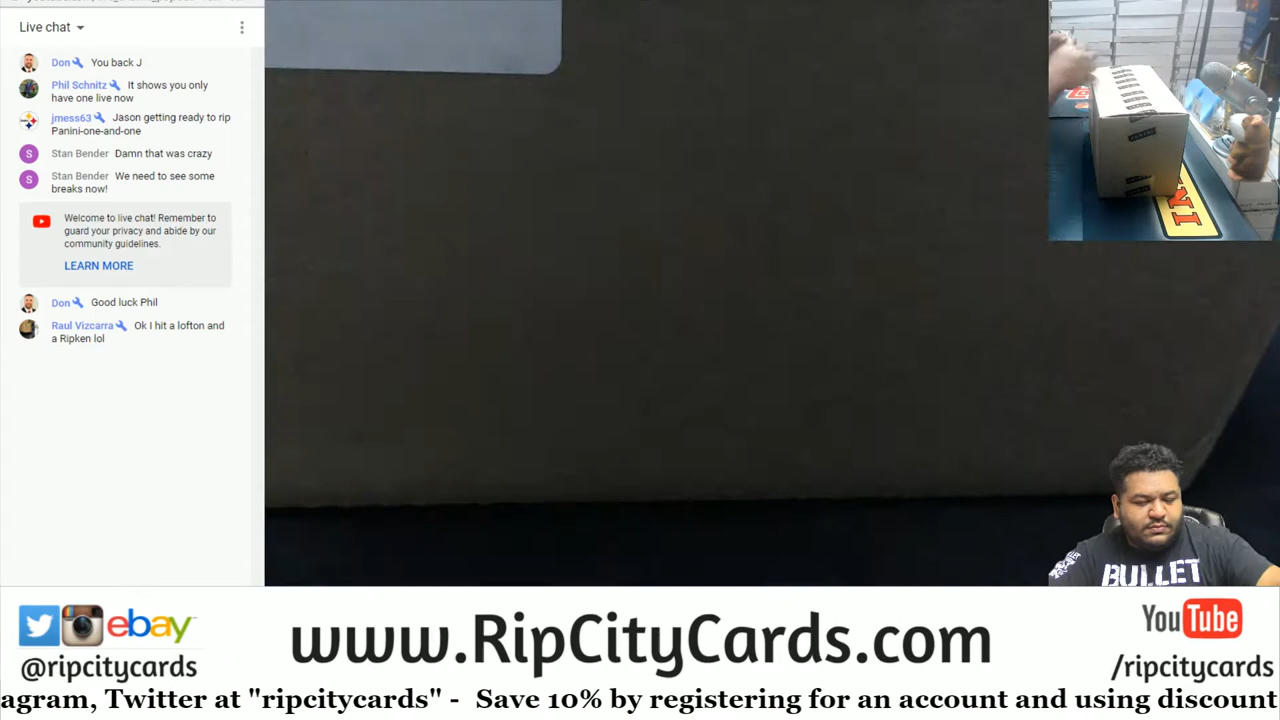 Live chat
Don You back J
Phil Schnitz It shows you only
have one live now
jmess63 Jason getting ready to rip
Panini-one-and-one
S Stan Bender Damn that was crazy
S Stan Bender We need to see some
breaks now!
Welcome to live chat! Remember to
guard your privacy and abide by our
community guidelines.
LEARN MORE
Don Good luck Phil
Raul Vizcarra Ok I hit a lofton and
a Ripken lol
BULLET
ebay
@ripcitycards
www.RipCityCards.com
YouTube
/ripcitycards
agram, Twitter at "ripcitycards" - Save 10% by registering for an account and using discount